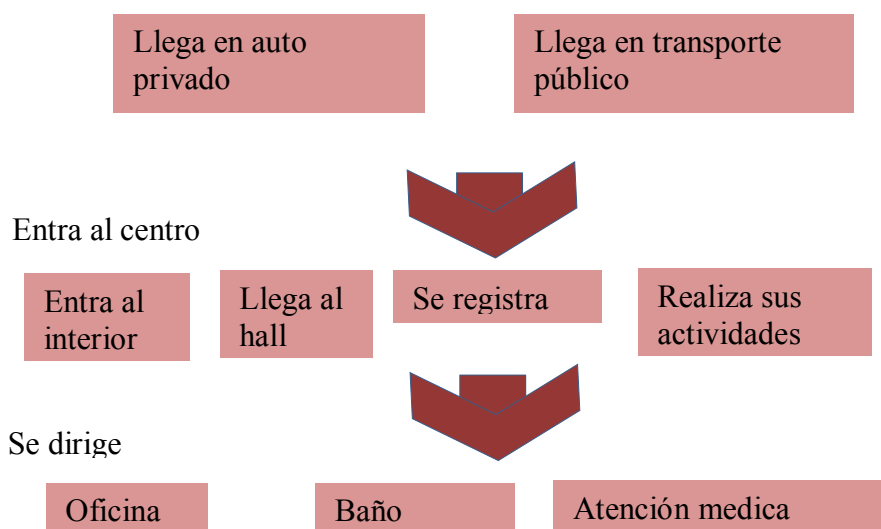 Llega en auto
privado
Llega en transporte
público
Entra al centro
Entra al
interior
Llega al
hall
Se registra
Realiza sus
actividades
Se dirige
Oficina
Baño
Atención medica